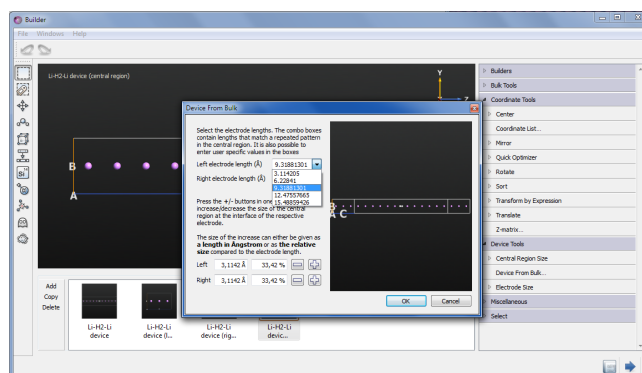 Builder
File Windows Help
Li-H2-Li device (central region)
Y
Z
B
A
Device From Bulk
Select the electrode lengths. The combo boxes
contain lengths that match a repeated pattern
in the central region. It is also possible to
enter user specific values in the boxes
Left electrode length (Å) 9.31881301
3.114205
6.22841
9.31881301
12.47557665
15.48859426
Right electrode length (Å)
Press the +/- buttons in one
increase/decrease the size of the central
region at the interface of the respective
electrode.
The size of the increase can either be given as
a length in Ångstrom or as the relative
size compared to the electrode length.
Left 3,1142 Å 33,42 %
Right 3,1142 Å 33,42 %
B
A C
OK Cancel
Add
Copy
Delete
Li-H2-Li
device
Li-H2-Li
device (l...
Li-H2-Li
device (rig...
Li-H2-Li
devic...
Builders
Bulk Tools
Coordinate Tools
Center
Coordinate List...
Mirror
Quick Optimizer
Rotate
Sort
Transform by Expression
Translate
Z-matrix...
Device Tools
Central Region Size
Device From Bulk...
Electrode Size
Miscellaneous
Select
Si